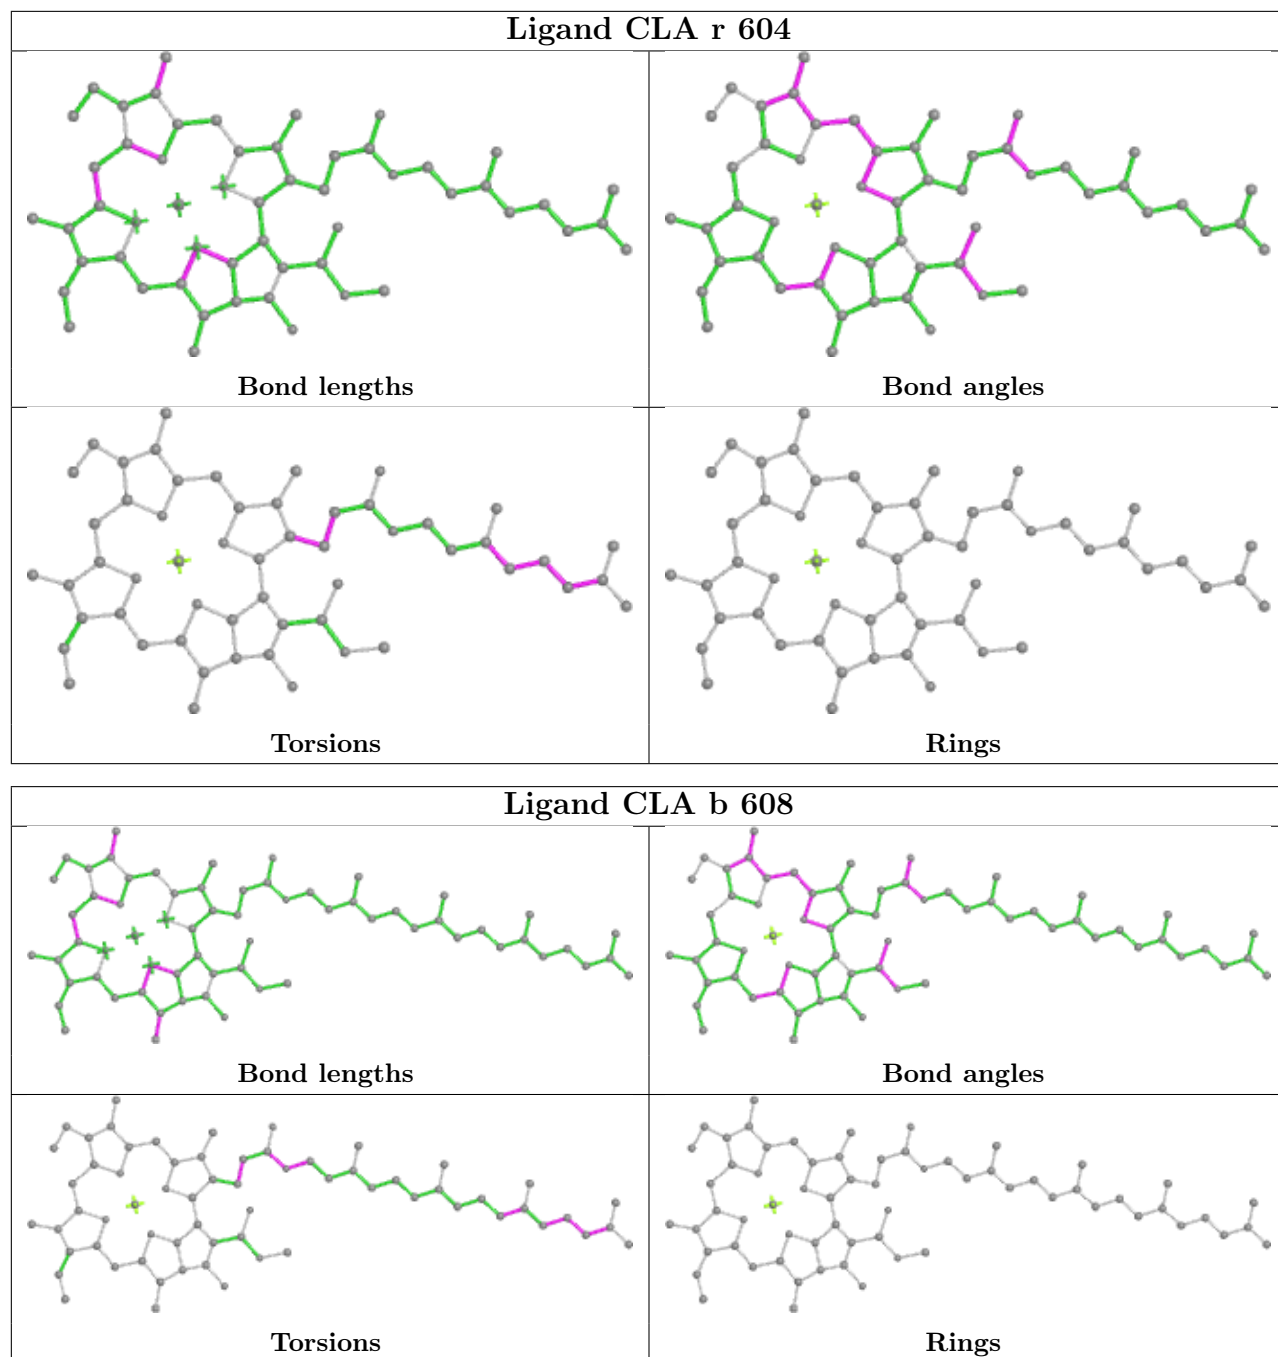 Ligand CLA r 604
Bond lengths
Bond angles
Torsions
Rings
Ligand CLA b 608
Bond lengths
Bond angles
Torsions
Rings